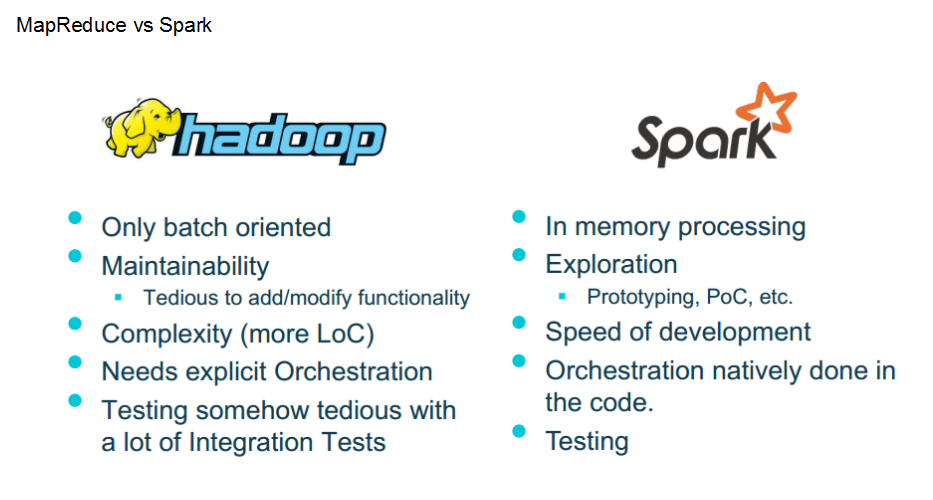 MapReduce vs Spark
hadoop
Only batch oriented
Maintainability
Tedious to add/modify functionality
Complexity (more LoC)
Needs explicit Orchestration
Testing somehow tedious with
a lot of Integration Tests
Spark
In memory processing
Exploration
Prototyping, PoC, etc.
Speed of development
Orchestration natively done in
the code.
Testing